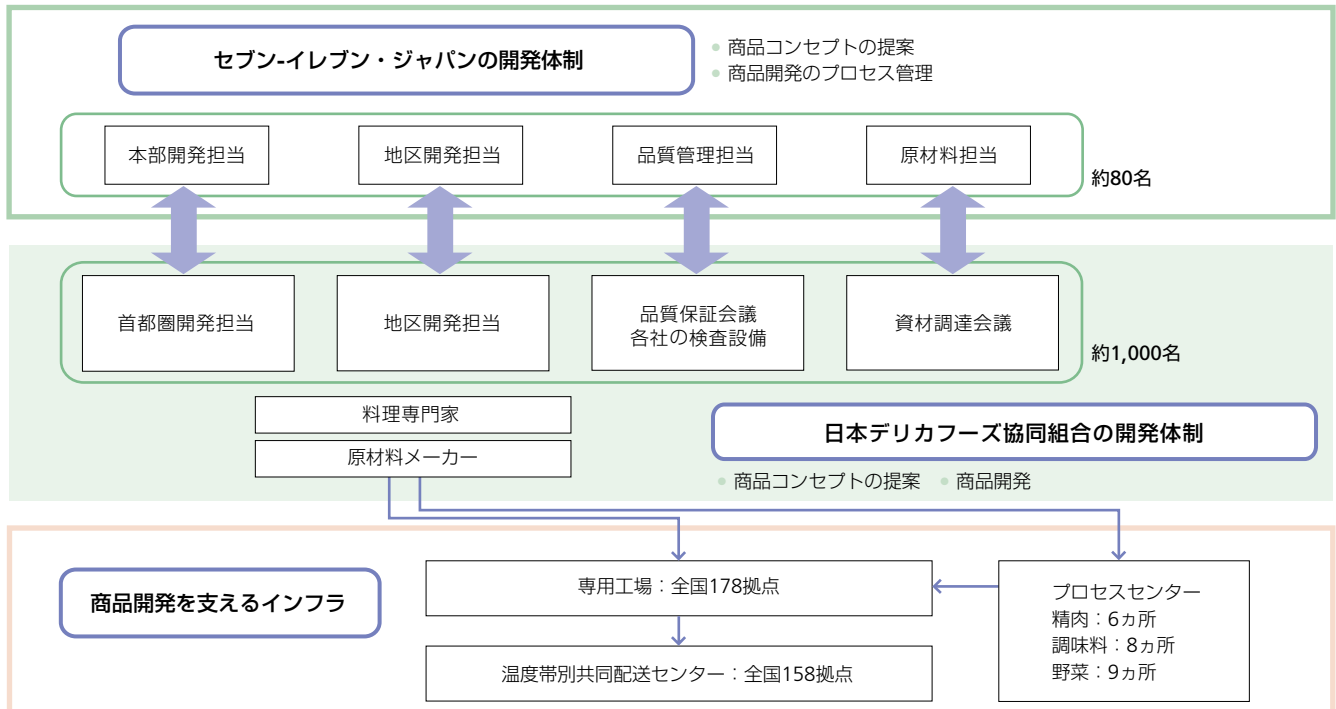 セブン-イレブン・ジャパンの開発体制
● 商品コンセプトの提案
● 商品開発のプロセス管理
本部開発担当
地区開発担当
品質管理担当
原材料担当
約80名
首都圏開発担当
地区開発担当
品質保証会議
各社の検査設備
資材調達会議
約1,000名
料理専門家
原材料メーカー
日本デリカフーズ協同組合の開発体制
● 商品コンセプトの提案 ● 商品開発
商品開発を支えるインフラ
専用工場：全国178拠点
温度帯別共同配送センター：全国158拠点
プロセスセンター
精肉：6ヵ所
調味料：8ヵ所
野菜：9ヵ所